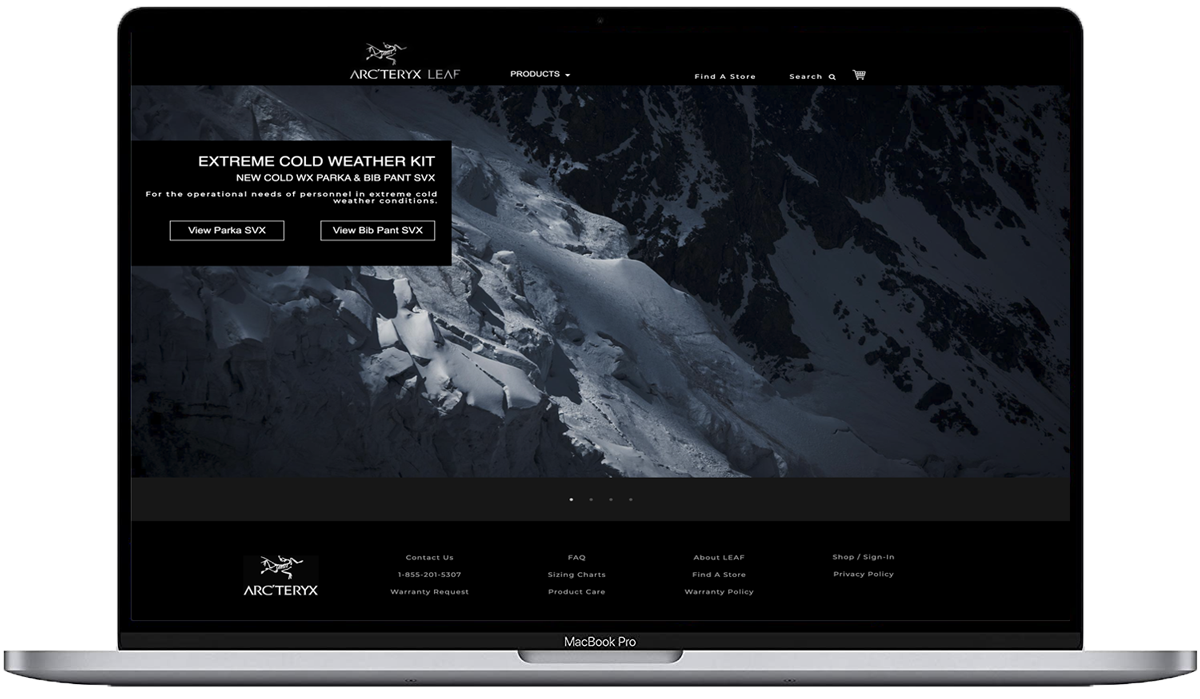 ARC'TERYX LEAF
PRODUCTS
Find A Store
Search
EXTREME COLD WEATHER KIT
NEW COLD WX PARKA & BIB PANT SVX
For the operational needs of personnel in extreme cold
weather conditions.
View Parka SVX
View Bib Pant SVX
ARC'TERYX
Contact Us
1-855-201-5307
Warranty Request
FAQ
Sizing Charts
Product Care
About LEAF
Find A Store
Warranty Policy
Shop / Sign-In
Privacy Policy
MacBook Pro